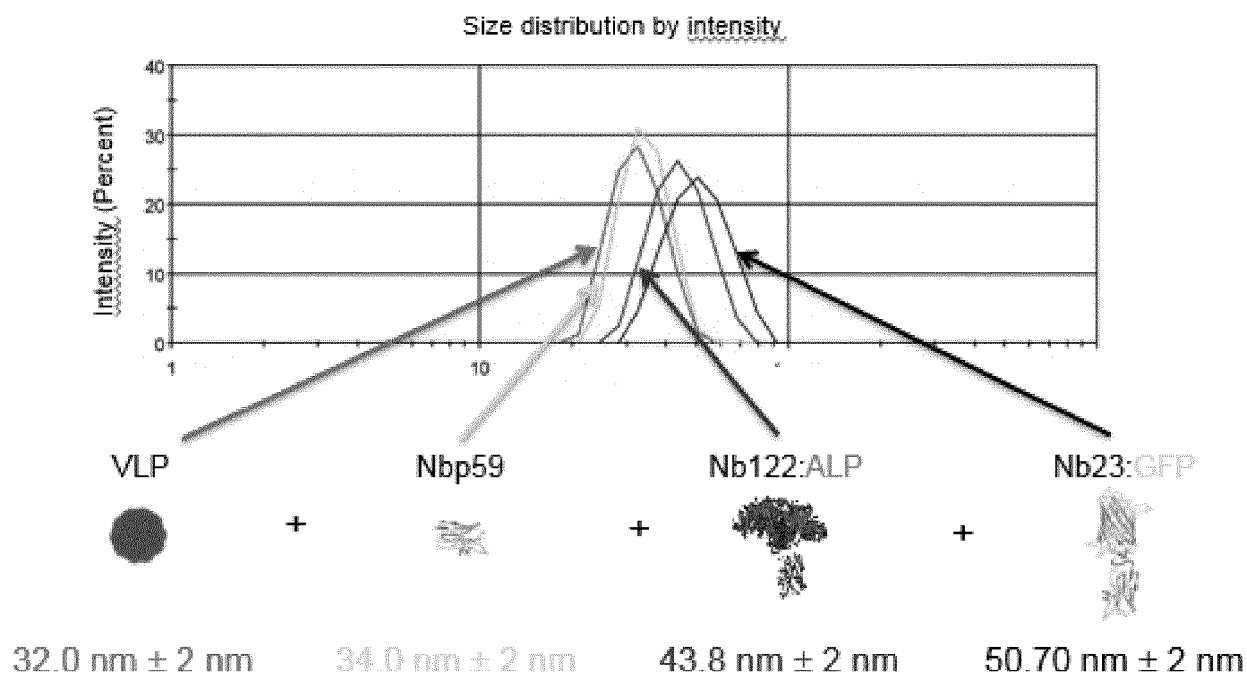 Size distribution by intensity
Intensity (Percent)
40
30
20
10
0
1
10
VLP
Nbp59
Nb122:ALP
Nb23:GFP
+
+
+
32.0 nm ± 2 nm
34.0 nm ± 2 nm
43.8 nm ± 2 nm
50.70 nm ± 2 nm